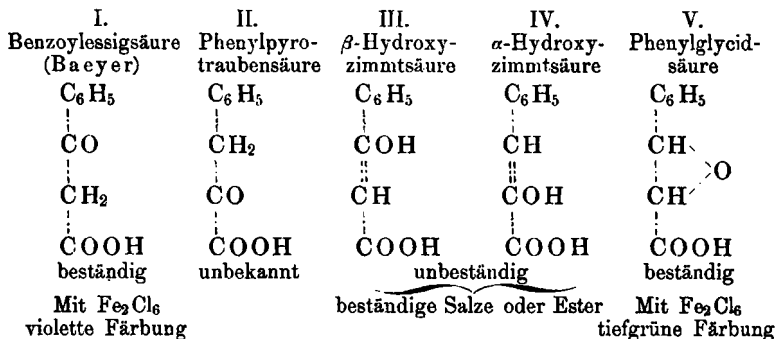 I. II. III. IV. V.
Benzoylessigsäure Phenylpyro- β-Hydroxy- α-Hydroxy- Phenylglycid-
(Baeyer) traubensäure zimmtsäure zimmtsäure säure
C6H5 C6H5 C6H5 C6H5 C6H5
CO CH2 COH CH CH
O
CH2 CO CH COH CH
COOH COOH COOH COOH COOH
beständig unbekannt unbeständig beständig
Mit Fe2Cl6 beständige Salze oder Ester Mit Fe2Cl6
violette Färbung tiefgrüne Färbung